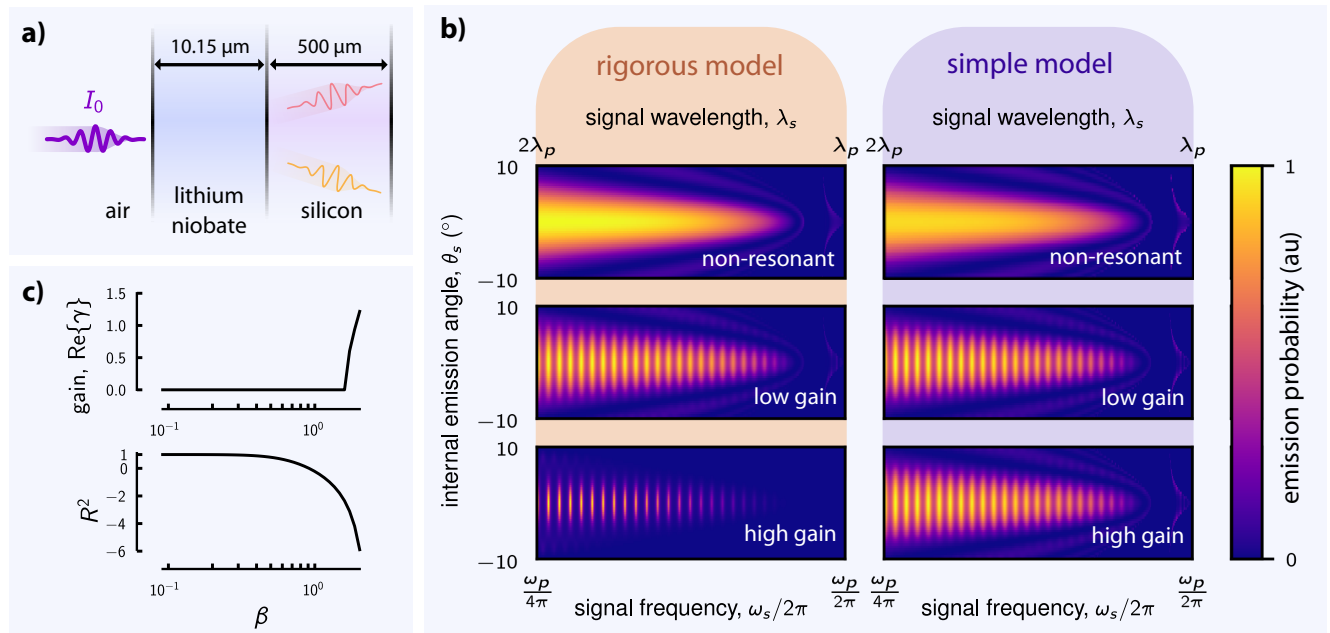 a)
10.15 μm
500 μm
I₀
air
lithium
niobate
silicon
b)
rigorous model
simple model
signal wavelength, λₛ
signal wavelength, λₛ
2λₚ
λₚ
2λₚ
λₚ
10
−10
non-resonant
non-resonant
10
−10
low gain
low gain
10
−10
high gain
high gain
internal emission angle, θₛ (°)
ωₚ/4π
ωₚ/2π
ωₚ/4π
ωₚ/2π
signal frequency, ωₛ/2π
signal frequency, ωₛ/2π
1
0
emission probability (au)
c)
gain, Re{γ}
1.5
1.0
0.5
0.0
10⁻¹
10⁰
R²
1
0
−2
−4
−6
10⁻¹
10⁰
β